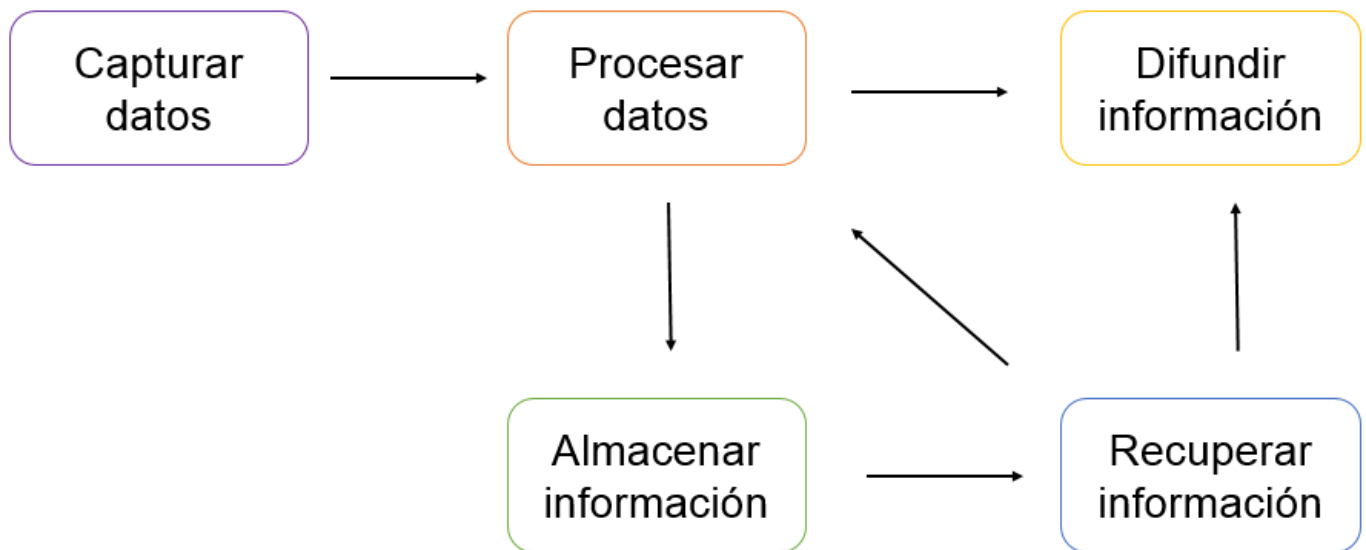 Capturar
datos
Procesar
datos
Difundir
información
Almacenar
información
Recuperar
información